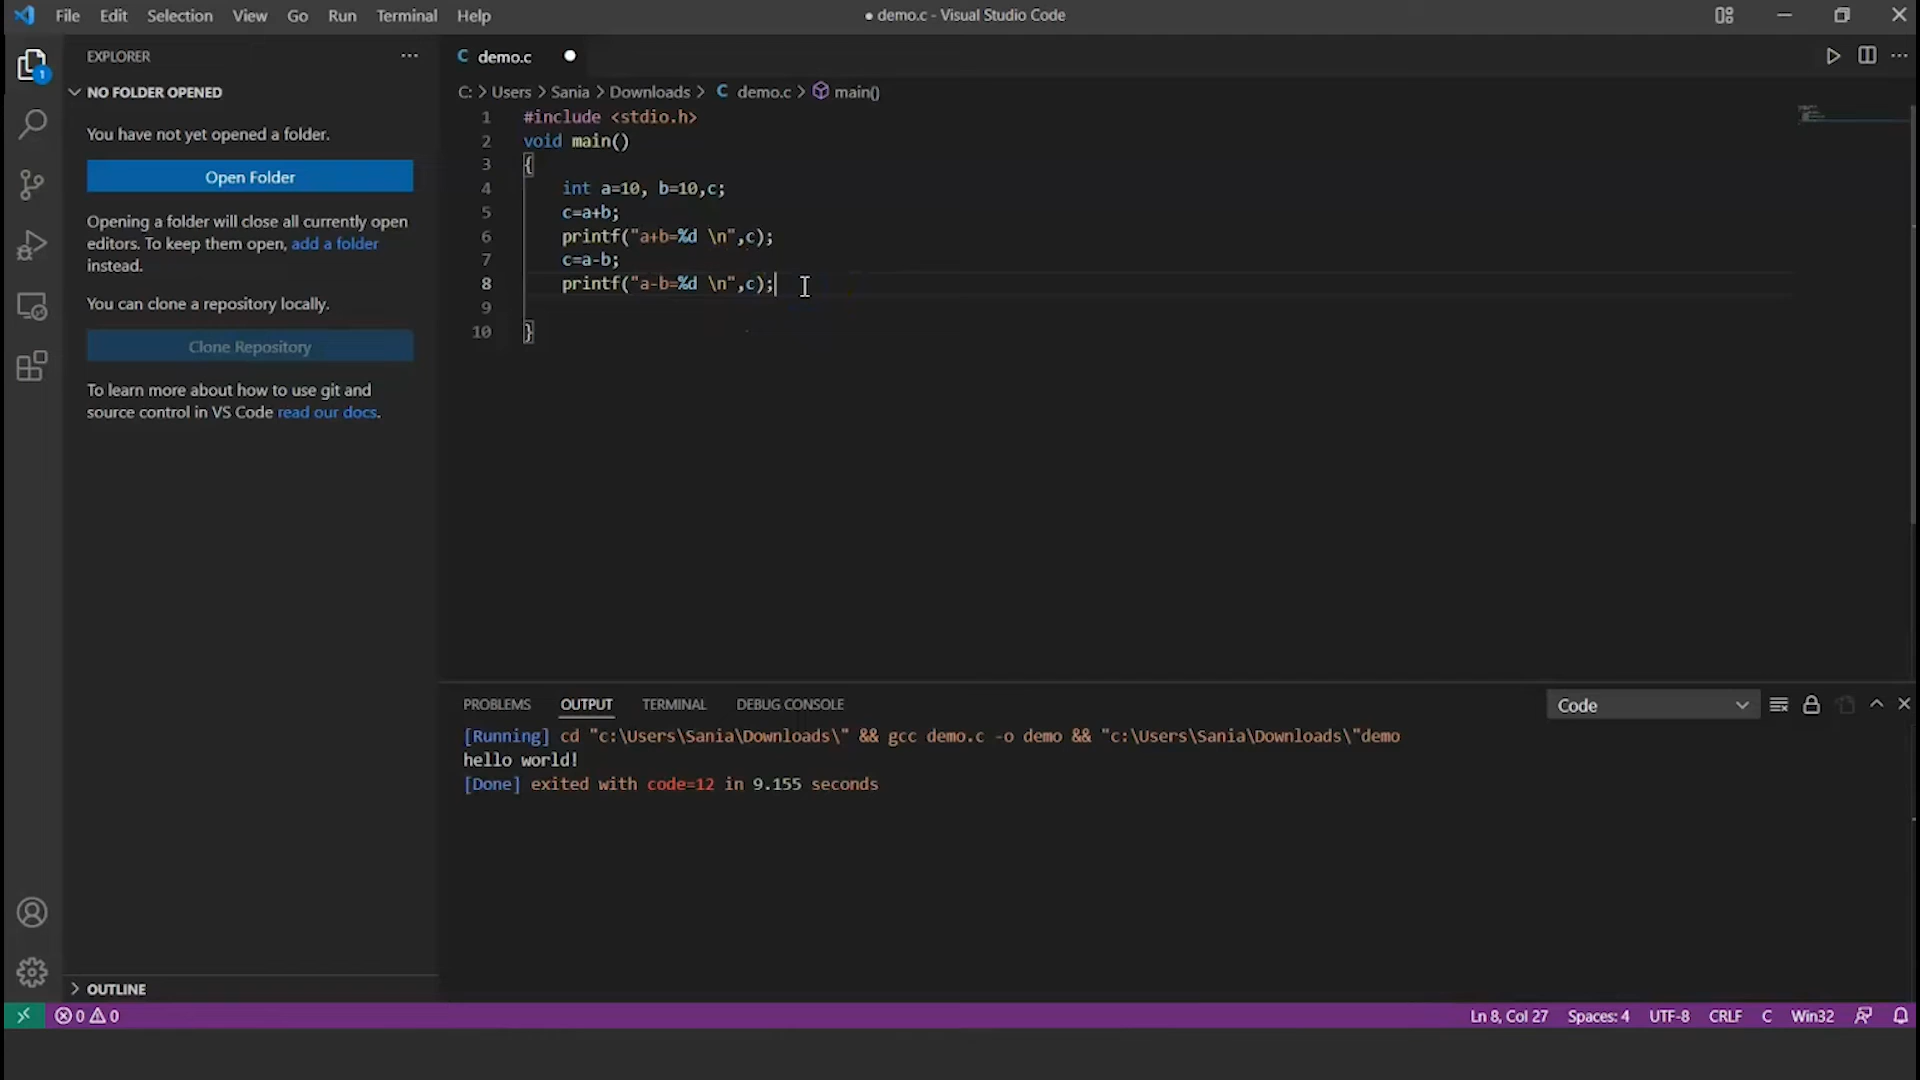 File Edit Selection View Go Run Terminal Help
● demo.c - Visual Studio Code
EXPLORER
NO FOLDER OPENED
You have not yet opened a folder.
Open Folder
Opening a folder will close all currently open
editors. To keep them open, add a folder
instead.
You can clone a repository locally.
Clone Repository
To learn more about how to use git and
source control in VS Code read our docs.
OUTLINE
1
C demo.c
C: > Users > Sania > Downloads > C demo.c > main()
1 #include <stdio.h>
2 void main()
3 {
4 int a=10, b=10,c;
5 c=a+b;
6 printf("a+b=%d \n",c);
7 c=a-b;
8 printf("a-b=%d \n",c);
9
10 }
PROBLEMS OUTPUT TERMINAL DEBUG CONSOLE
Code
[Running] cd "c:\Users\Sania\Downloads\" && gcc demo.c -o demo && "c:\Users\Sania\Downloads\"demo
hello world!
[Done] exited with code=12 in 9.155 seconds
0 0
Ln 8, Col 27 Spaces: 4 UTF-8 CRLF C Win32